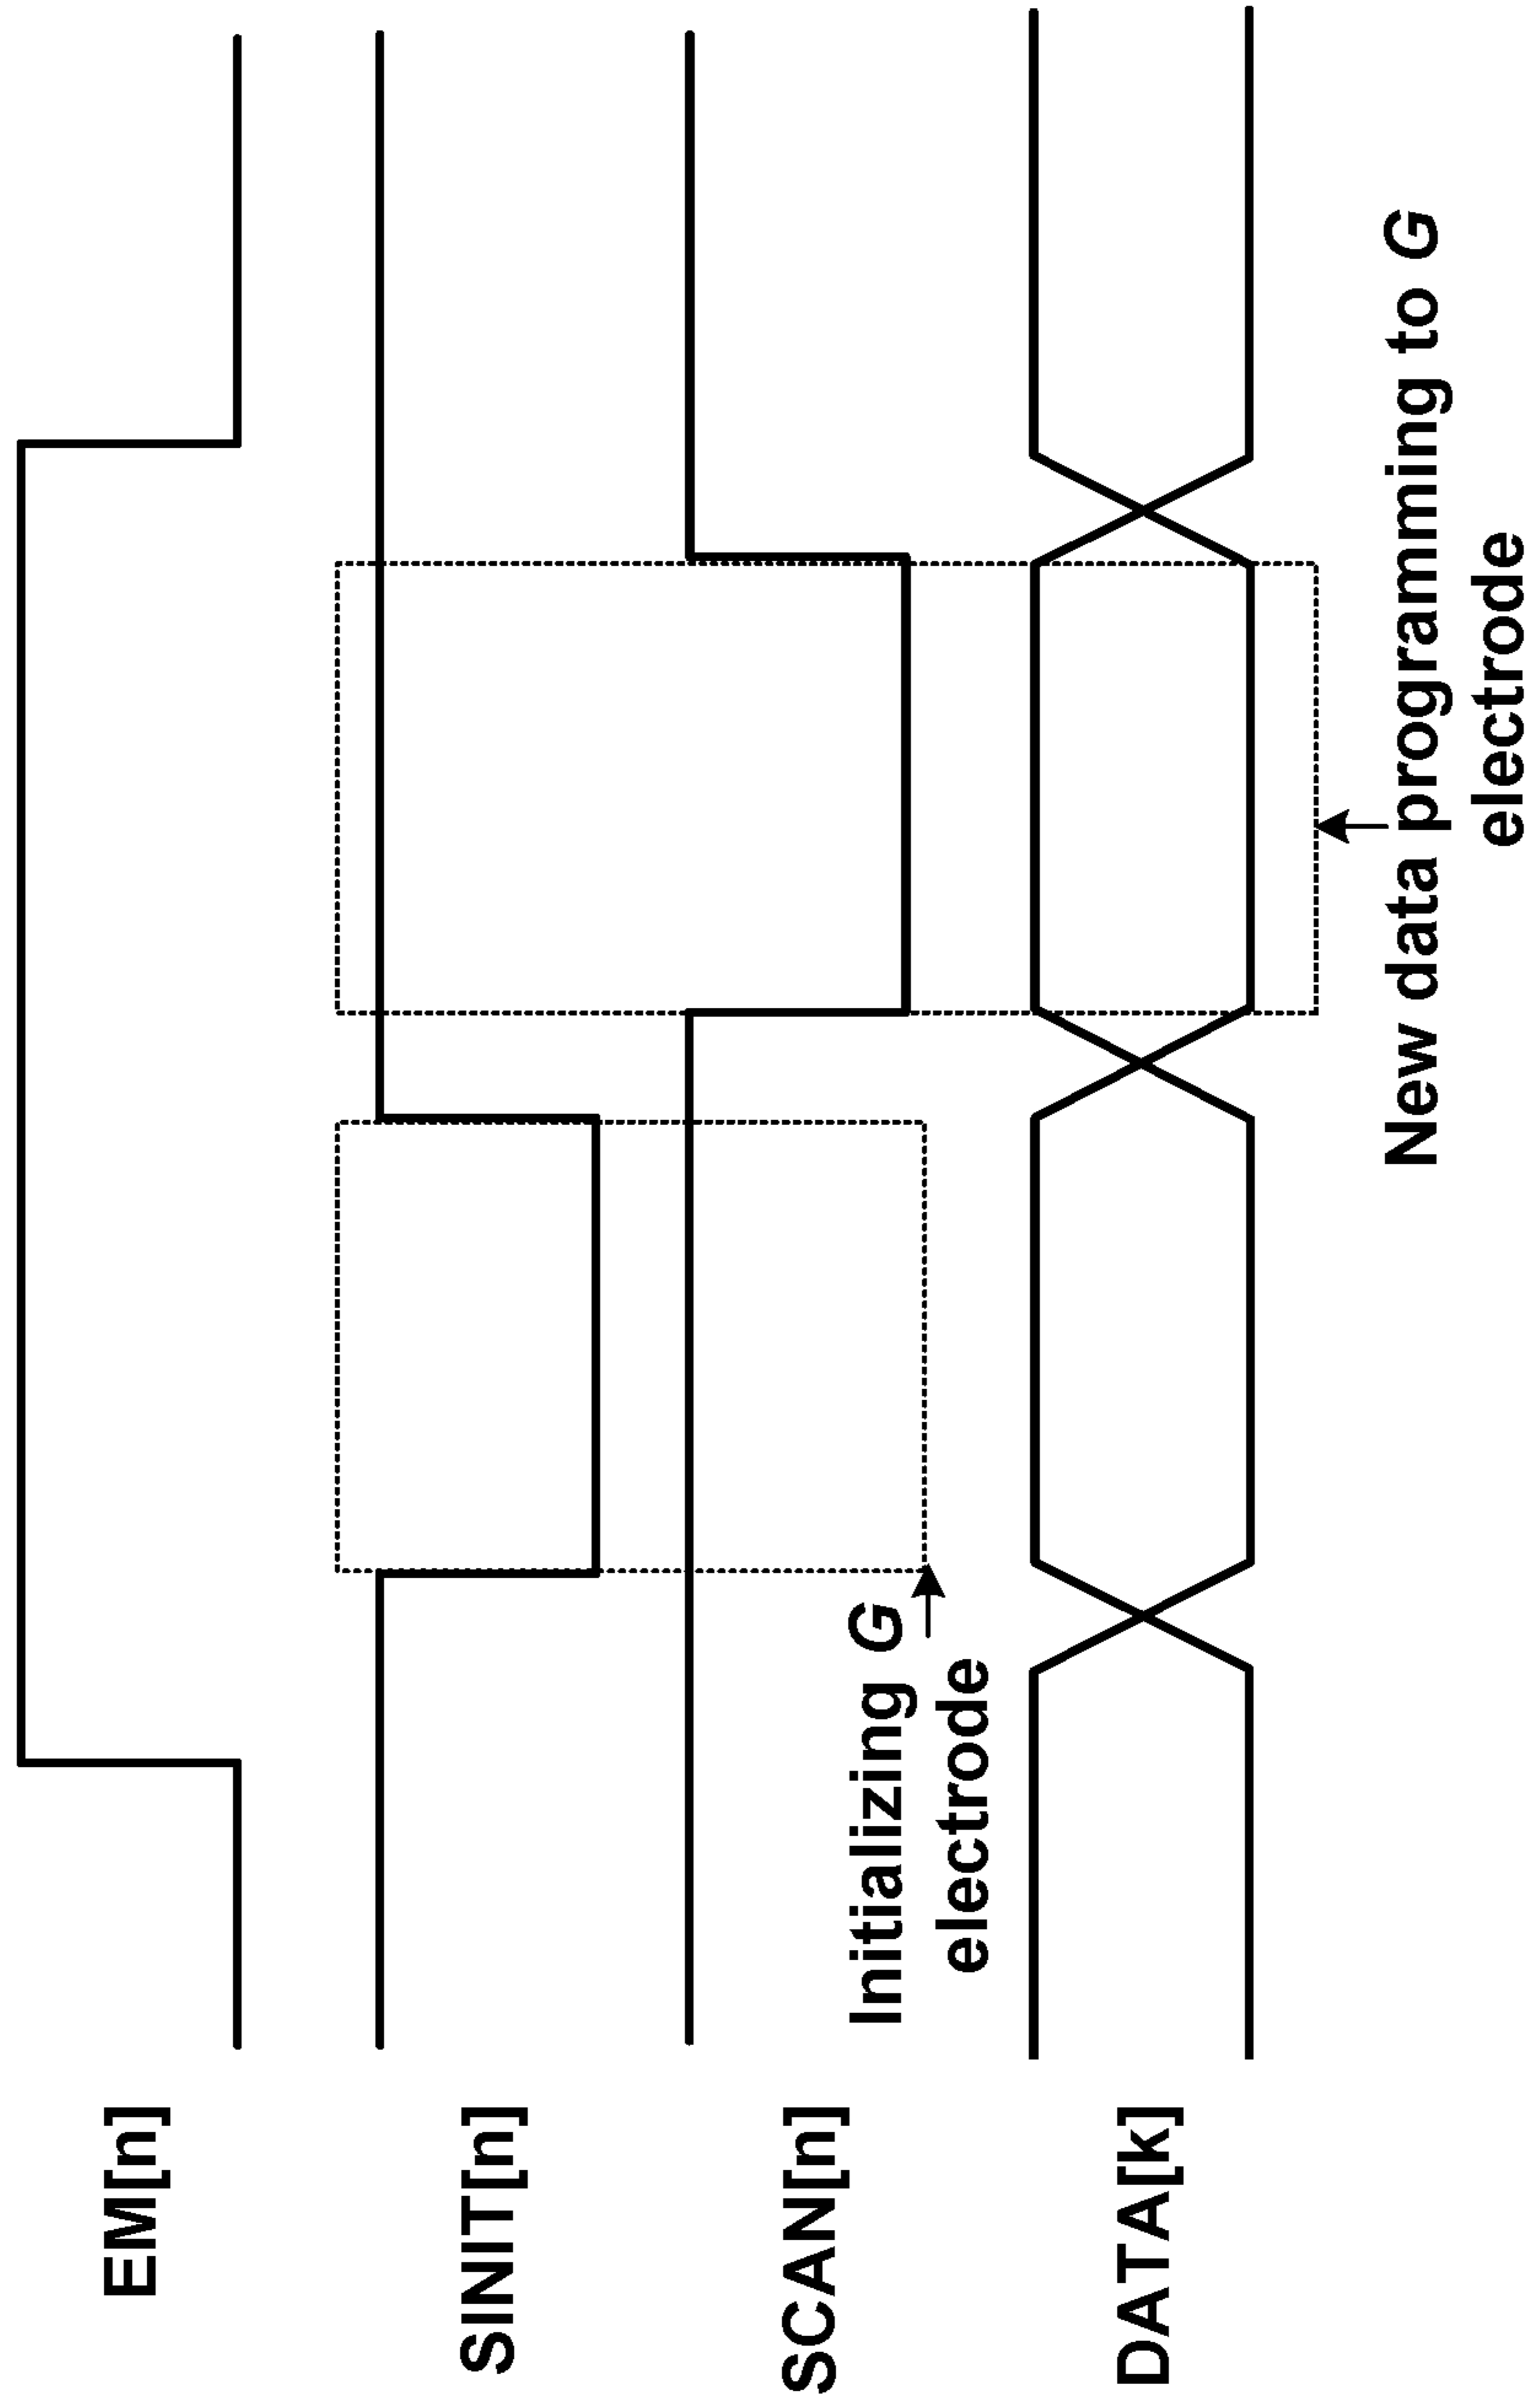 EM[n]
SINIT[n]
SCAN[n]
Initializing G
electrode
DATA[k]
New data programming to G
electrode